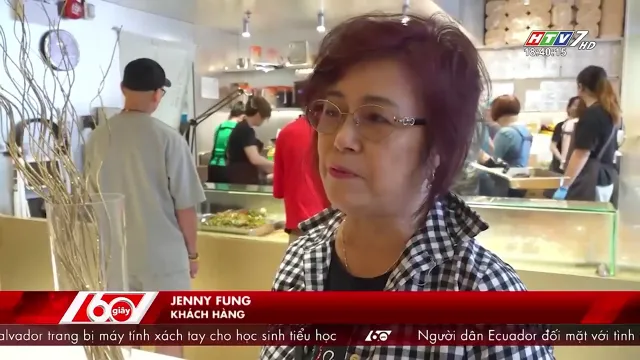 HTV7 HD
18:40:15
60 giây
JENNY FUNG
KHÁCH HÀNG
alvador trang bị máy tính xách tay cho học sinh tiểu học 60 Người dân Ecuador đối mặt với tình